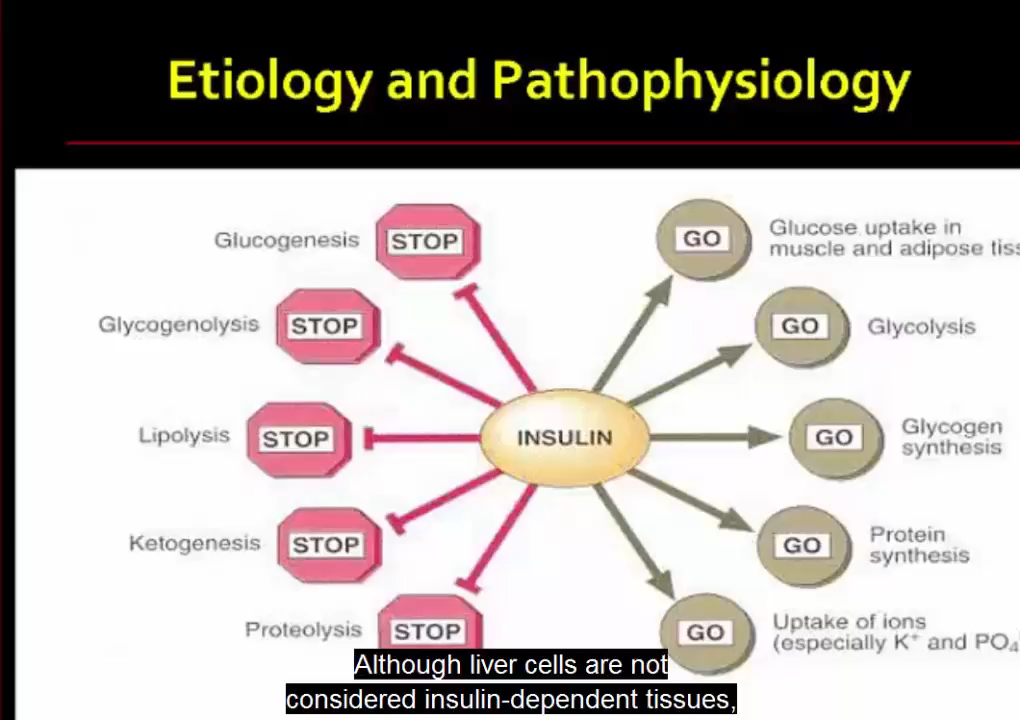 Etiology and Pathophysiology
Glucogenesis
STOP
GO
Glucose uptake in
muscle and adipose tiss
Glycogenolysis
STOP
GO
Glycolysis
Lipolysis
STOP
INSULIN
GO
Glycogen
synthesis
Ketogenesis
STOP
GO
Protein
synthesis
Proteolysis
STOP
GO
Uptake of ions
(especially K⁺ and PO₄
Although liver cells are not
considered insulin-dependent tissues,